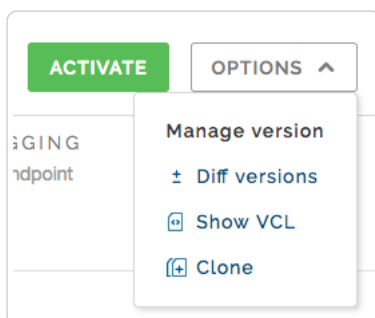 ACTIVATE
OPTIONS
GGING
ndpoint
Manage version
Diff versions
Show VCL
Clone